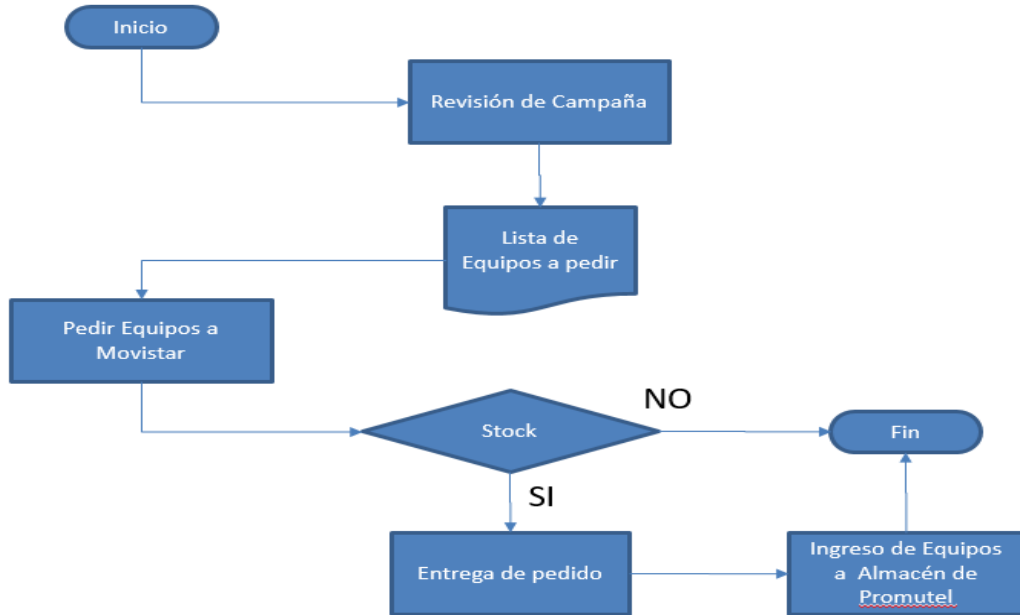 Inicio
Revisión de Campaña
Lista de
Equipos a pedir
Pedir Equipos a
Movistar
Stock
NO
Fin
SI
Entrega de pedido
Ingreso de Equipos
a Almacén de
Promutel